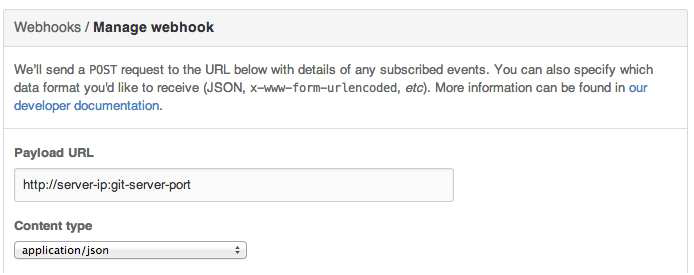 Webhooks / Manage webhook
We'll send a POST request to the URL below with details of any subscribed events. You can also specify which
data format you'd like to receive (JSON, x-www-form-urlencoded, etc). More information can be found in our
developer documentation.
Payload URL
http://server-ip:git-server-port
Content type
application/json